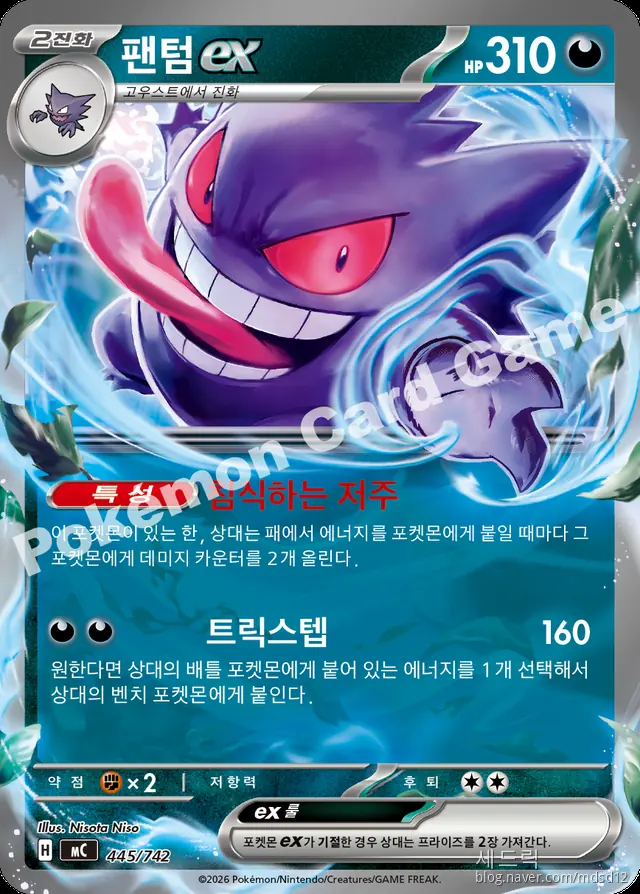 2진화
팬텀 ex
HP 310
고우스트에서 진화
Pokémon Card Game
특성 침식하는 저주
이 포켓몬이 있는 한, 상대는 패에서 에너지를 포켓몬에게 붙일 때마다 그
포켓몬에게 데미지 카운터를 2개 올린다.
트릭스텝 160
원한다면 상대의 배틀 포켓몬에게 붙어 있는 에너지를 1개 선택해서
상대의 벤치 포켓몬에게 붙인다.
약점 ×2 저항력 후퇴
ex 룰
포켓몬 ex가 기절한 경우 상대는 프라이즈를 2장 가져간다.
Illus. Nisota Niso
H mC 445/742
세드릭
blog.naver.com/mdsd12
©2026 Pokémon/Nintendo/Creatures/GAME FREAK.